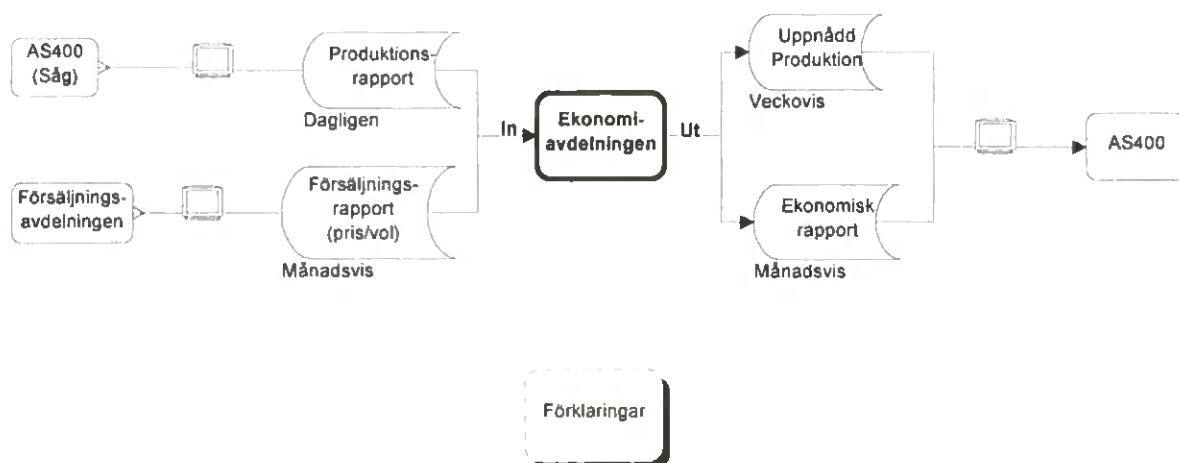 AS400
(Såg)
Produktions-
rapport
Dagligen
Försäljnings-
avdelningen
Försäljnings-
rapport
(pris/vol)
Månadsvis
In
Ekonomi-
avdelningen
Ut
Uppnådd
Produktion
Veckovis
Ekonomisk
rapport
Månadsvis
AS400
Förklaringar